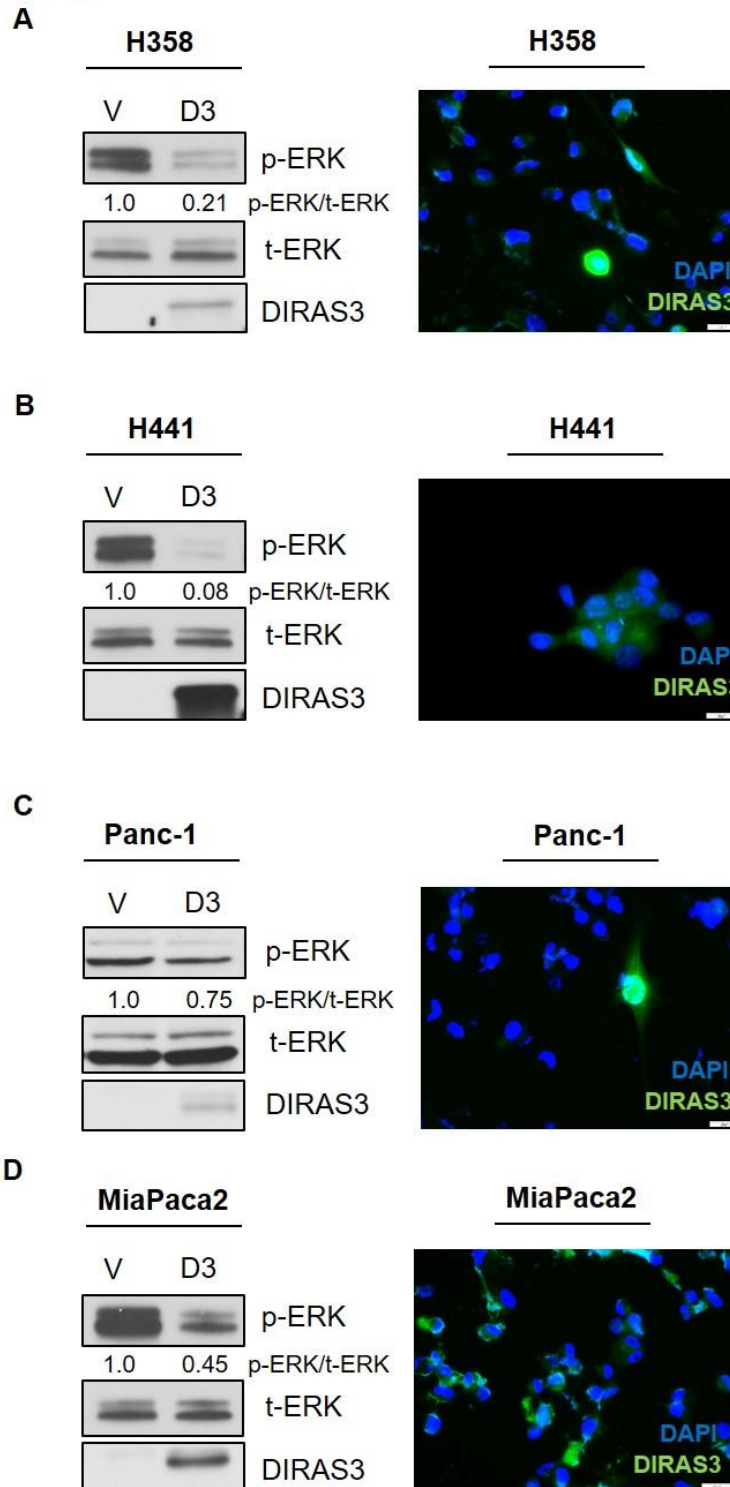 A
H358
H358
V D3
p-ERK
1.0 0.21 p-ERK/t-ERK
t-ERK
DIRAS3
DAPI
DIRAS3
B
H441
H441
V D3
p-ERK
1.0 0.08 p-ERK/t-ERK
t-ERK
DIRAS3
DAPI
DIRAS3
C
Panc-1
Panc-1
V D3
p-ERK
1.0 0.75 p-ERK/t-ERK
t-ERK
DIRAS3
DAPI
DIRAS3
D
MiaPaca2
MiaPaca2
V D3
p-ERK
1.0 0.45 p-ERK/t-ERK
t-ERK
DIRAS3
DAPI
DIRAS3